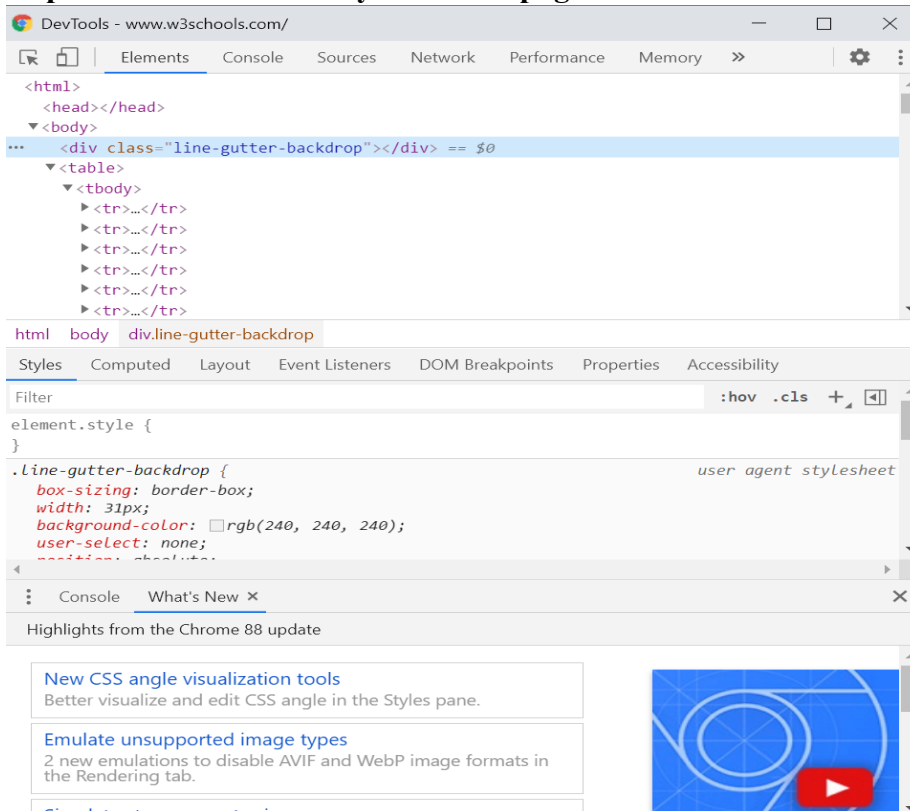 DevTools - www.w3schools.com/
Elements Console Sources Network Performance Memory »
<html>
<head></head>
▼<body>
••• <div class="line-gutter-backdrop"></div> == $0
▼<table>
▼<tbody>
▶<tr>…</tr>
▶<tr>…</tr>
▶<tr>…</tr>
▶<tr>…</tr>
▶<tr>…</tr>
▶<tr>…</tr>
html body div.line-gutter-backdrop
Styles Computed Layout Event Listeners DOM Breakpoints Properties Accessibility
Filter :hov .cls +
element.style {
}
.line-gutter-backdrop { user agent stylesheet
box-sizing: border-box;
width: 31px;
background-color: rgb(240, 240, 240);
user-select: none;
position: absolute;
Console What's New ×
Highlights from the Chrome 88 update
New CSS angle visualization tools
Better visualize and edit CSS angle in the Styles pane.
Emulate unsupported image types
2 new emulations to disable AVIF and WebP image formats in
the Rendering tab.